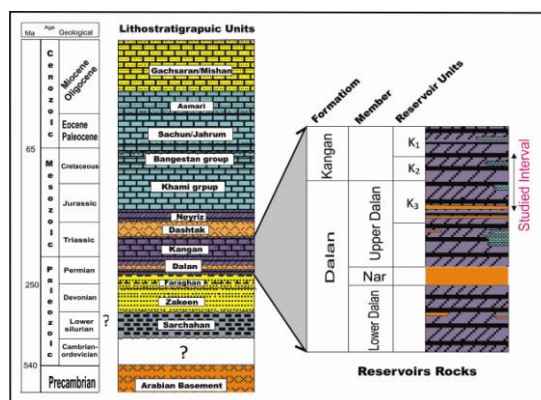 Lithostratigrapuic Units
Ma
Age
Geological
Cenozoic
Miocene
Oligocene
Eocene
Paleocene
65
Mesozoic
Cretaceous
Jurassic
Triassic
Paleozoic
Permian
250
Devonian
Lower
silurian
?
Cambrian-
ordevician
540
Precambrian
Gachsaran/Mishan
Asmari
Sachun/Jahrum
Bangestan group
Khami grpup
Neyriz
Dashtak
Kangan
Dalan
Faraghan
Zakeen
Sarchahan
?
Arabian Basement
Formatiom
Member
Reservoir Units
Kangan
Dalan
Upper Dalan
Nar
Lower Dalan
K1
K2
K3
Studied Interval
Reservoirs Rocks